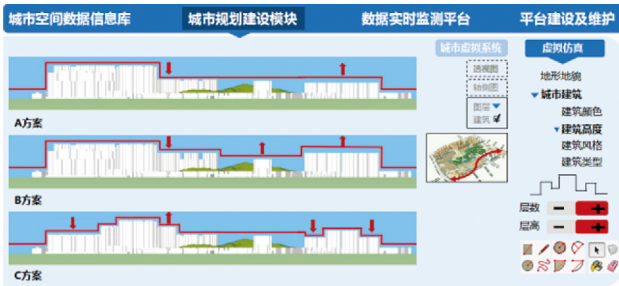 城市空间数据信息库 城市规划建设模块 数据实时监测平台 平台建设及维护
城市虚拟系统 虚拟仿真
透视图
轴侧图
图层
建筑
地形地貌
城市建筑
建筑颜色
建筑高度
建筑风格
建筑类型
层数
层高
A方案
B方案
C方案